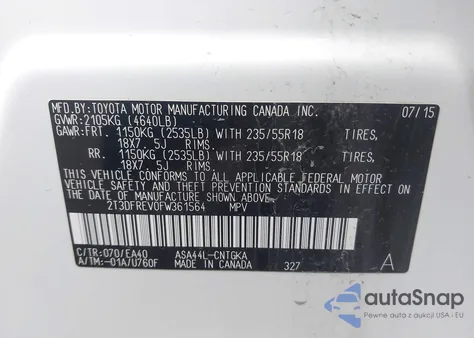 MFD.BY:TOYOTA MOTOR MANUFACTURING CANADA INC. 07/15
GVWR:2105KG (4640LB)
GAWR:FRT. 1150KG (2535LB) WITH 235/55R18 TIRES,
18X7. 5J RIMS.
RR. 1150KG (2535LB) WITH 235/55R18 TIRES,
18X7. 5J RIMS.
THIS VEHICLE CONFORMS TO ALL APPLICABLE FEDERAL MOTOR
VEHICLE SAFETY AND THEFT PREVENTION STANDARDS IN EFFECT
ON THE DATE OF MANUFACTURE SHOWN ABOVE.
2T3DFREV0FW361564 MPV
C/TR:070/EA40 ASA44L-CNTGKA
A/TM:-01A/U760F MADE IN CANADA 327 A
autoSnap
Pewne auta z aukcji w USA i EU